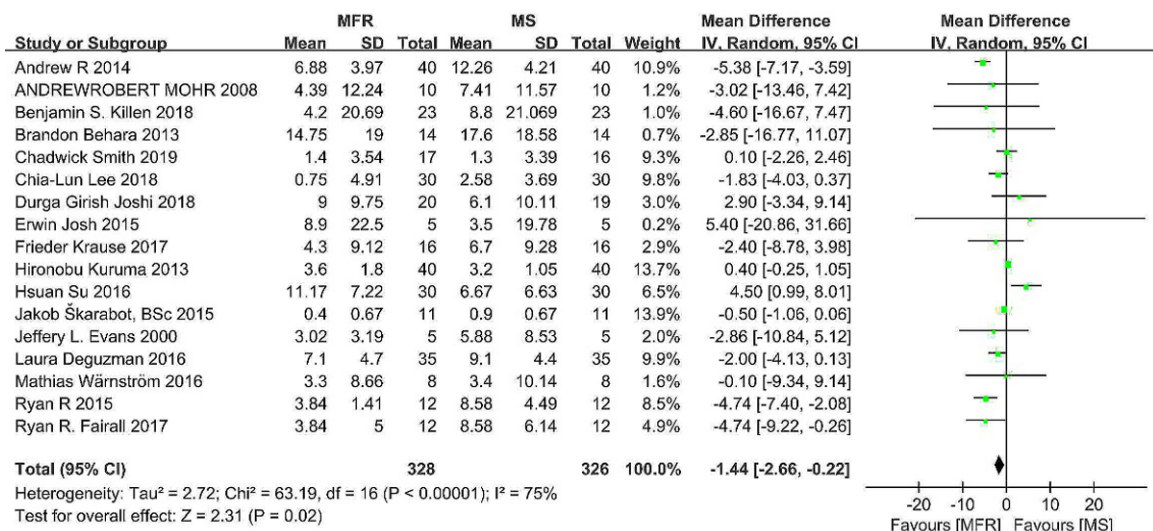 MFR MS Mean Difference Mean Difference
Study or Subgroup Mean SD Total Mean SD Total Weight IV, Random, 95% CI IV, Random, 95% CI
Andrew R 2014 6.88 3.97 40 12.26 4.21 40 10.9% -5.38 [-7.17, -3.59]
ANDREWROBERT MOHR 2008 4.39 12.24 10 7.41 11.57 10 1.2% -3.02 [-13.46, 7.42]
Benjamin S. Killen 2018 4.2 20.69 23 8.8 21.069 23 0.9% -4.60 [-16.67, 7.47]
Brandon Behara 2013 14.75 19 14 17.6 18.58 14 0.7% -2.85 [-16.77, 11.07]
Chadwick Smith 2019 1.4 3.54 17 1.3 3.39 16 9.3% 0.10 [-2.26, 2.46]
Chia-Lun Lee 2018 0.75 4.91 30 2.58 3.69 30 9.8% -1.83 [-4.03, 0.37]
Durga Girish Joshi 2018 9 9.75 20 6.1 10.11 19 3.0% 2.90 [-3.34, 9.14]
Erwin Josh 2015 8.9 22.5 5 3.5 19.78 5 0.2% 5.40 [-20.86, 31.66]
Frieder Krause 2017 4.3 9.12 16 6.7 9.28 16 2.9% -2.40 [-8.78, 3.98]
Hironobu Kuruma 2013 3.6 1.8 40 3.2 1.05 40 13.7% 0.40 [-0.25, 1.05]
Hsuan Su 2016 11.17 7.22 30 6.67 6.63 30 6.5% 4.50 [0.99, 8.01]
Jakob Škarabot, BSc 2015 0.4 0.67 11 0.9 0.67 11 13.9% -0.50 [-1.06, 0.06]
Jeffery L. Evans 2000 3.02 3.19 5 5.88 8.53 5 2.0% -2.86 [-10.84, 5.12]
Laura Deguzman 2016 7.1 4.7 35 9.1 4.4 35 9.9% -2.00 [-4.13, 0.13]
Mathias Wärnström 2016 3.3 8.66 8 3.4 10.14 8 1.6% -0.10 [-9.34, 9.14]
Ryan R 2015 3.84 1.41 12 8.58 4.49 12 8.5% -4.74 [-7.40, -2.08]
Ryan R. Fairall 2017 3.84 5 12 8.58 6.14 12 4.9% -4.74 [-9.22, -0.26]
Total (95% CI) 328 326 100.0% -1.44 [-2.66, -0.22]
Heterogeneity: Tau² = 2.72; Chi² = 63.19, df = 16 (P < 0.00001); I² = 75%
Test for overall effect: Z = 2.31 (P = 0.02)
-20 -10 0 10 20
Favours [MFR] Favours [MS]